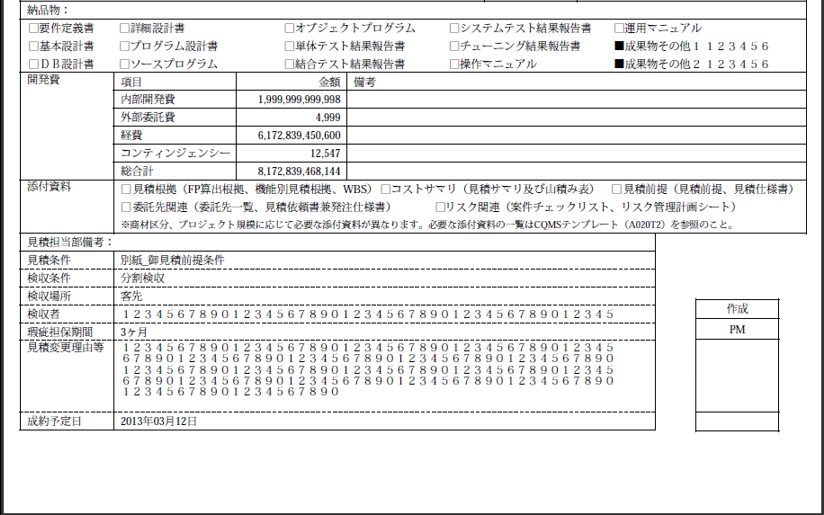 納品物：
□要件定義書 □詳細設計書 □オブジェクトプログラム □システムテスト結果報告書 □運用マニュアル
□基本設計書 □プログラム設計書 □単体テスト結果報告書 □チューニング結果報告書 ■成果物その他１１２３４５６
□ＤＢ設計書 □ソースプログラム □結合テスト結果報告書 □操作マニュアル ■成果物その他２１２３４５６
開発費 項目 金額 備考
内部開発費 1,999,999,999,998
外部委託費 4,999
経費 6,172,839,450,600
コンティンジェンシー 12,547
総合計 8,172,839,468,144
添付資料 □見積根拠（FP算出根拠、機能別見積根拠、WBS） □コストサマリ（見積サマリ及び山積み表） □見積前提（見積前提、見積仕様書）
□委託先関連（委託先一覧、見積依頼書兼発注仕様書） □リスク関連（案件チェックリスト、リスク管理計画シート）
※商材区分、プロジェクト規模に応じて必要な添付資料が異なります。必要な添付資料の一覧はCQMSテンプレート（A020T2）を参照のこと。
見積担当部備考：
見積条件 別紙_御見積前提条件
検収条件 分割検収
検収場所 客先
検収者 １２３４５６７８９０１２３４５６７８９０１２３４５６７８９０１２３４５６７８９０１２３４５
瑕疵担保期間 3ヶ月
見積変更理由等 １２３４５６７８９０１２３４５６７８９０１２３４５６７８９０１２３４５６７８９０１２３４５
６７８９０１２３４５６７８９０１２３４５６７８９０１２３４５６７８９０１２３４５６７８９０
１２３４５６７８９０１２３４５６７８９０１２３４５６７８９０１２３４５６７８９０１２３４５
６７８９０１２３４５６７８９０１２３４５６７８９０１２３４５６７８９０１２３４５６７８９０
１２３４５６７８９０１２３４５６７８９０
成約予定日 2013年03月12日
作成
PM